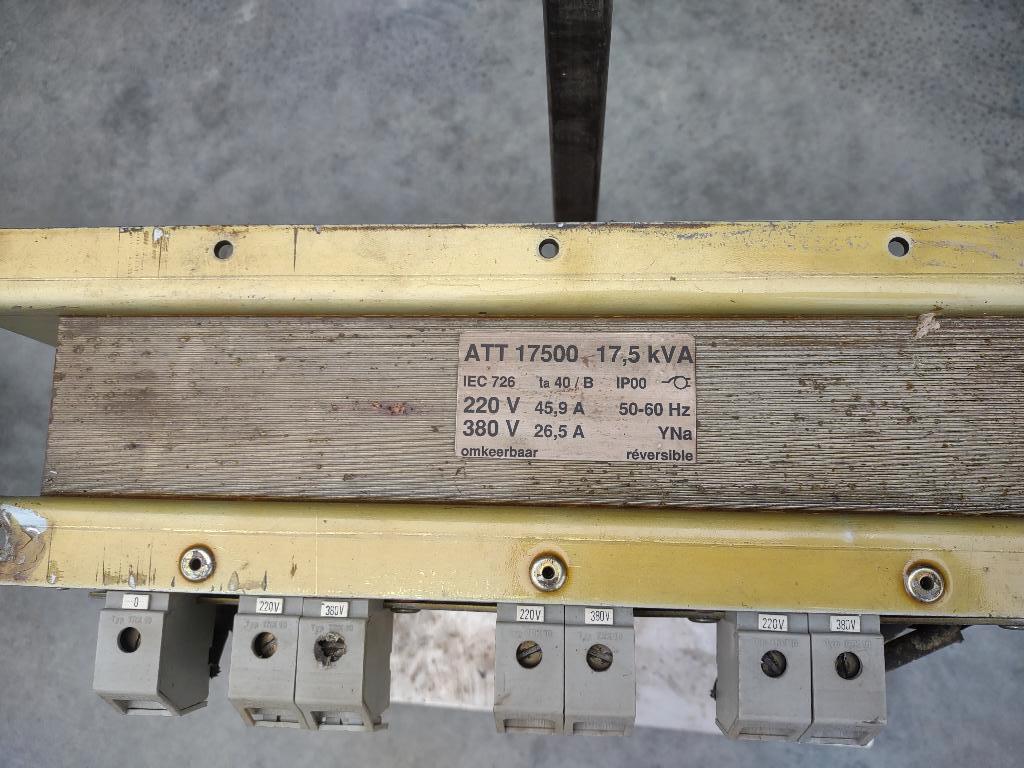 ATT 17500 17,5 kVA
IEC 726 ta 40 / B IP00
220 V 45,9 A 50-60 Hz
380 V 26,5 A YNa
omkeerbaar réversible
0 220V 380V 220V 380V 220V 380V